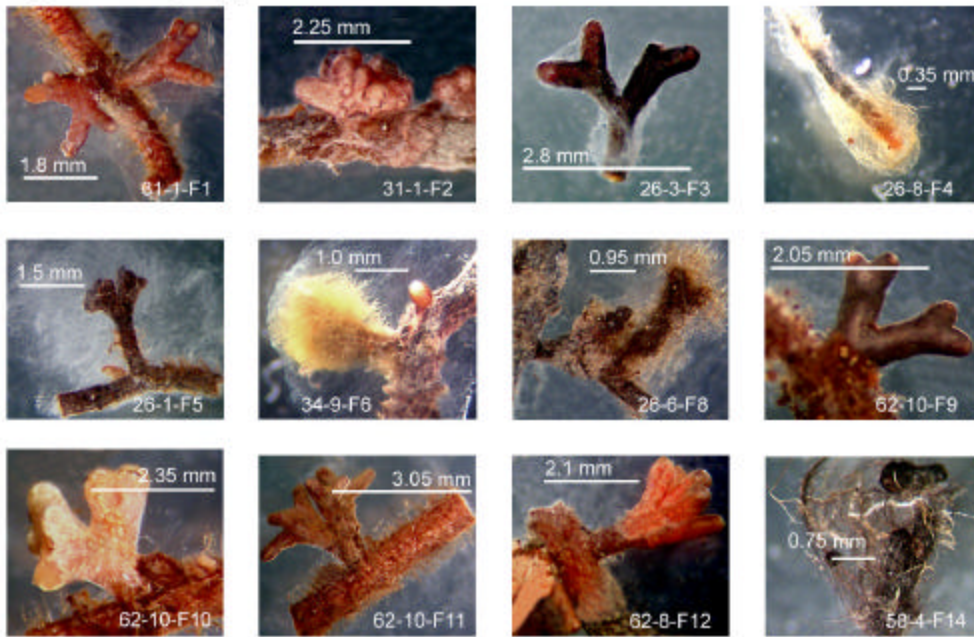 1.8 mm
61-1-F1
2.25 mm
31-1-F2
2.8 mm
26-3-F3
0.35 mm
26-8-F4
1.5 mm
26-1-F5
1.0 mm
34-9-F6
0.95 mm
26-6-F8
2.05 mm
62-10-F9
2.35 mm
62-10-F10
3.05 mm
62-10-F11
2.1 mm
62-8-F12
0.75 mm
58-4-F14